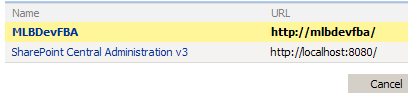 Name URL
MLBDevFBA http://mlbdevfba/
SharePoint Central Administration v3 http://localhost:8080/
Cancel